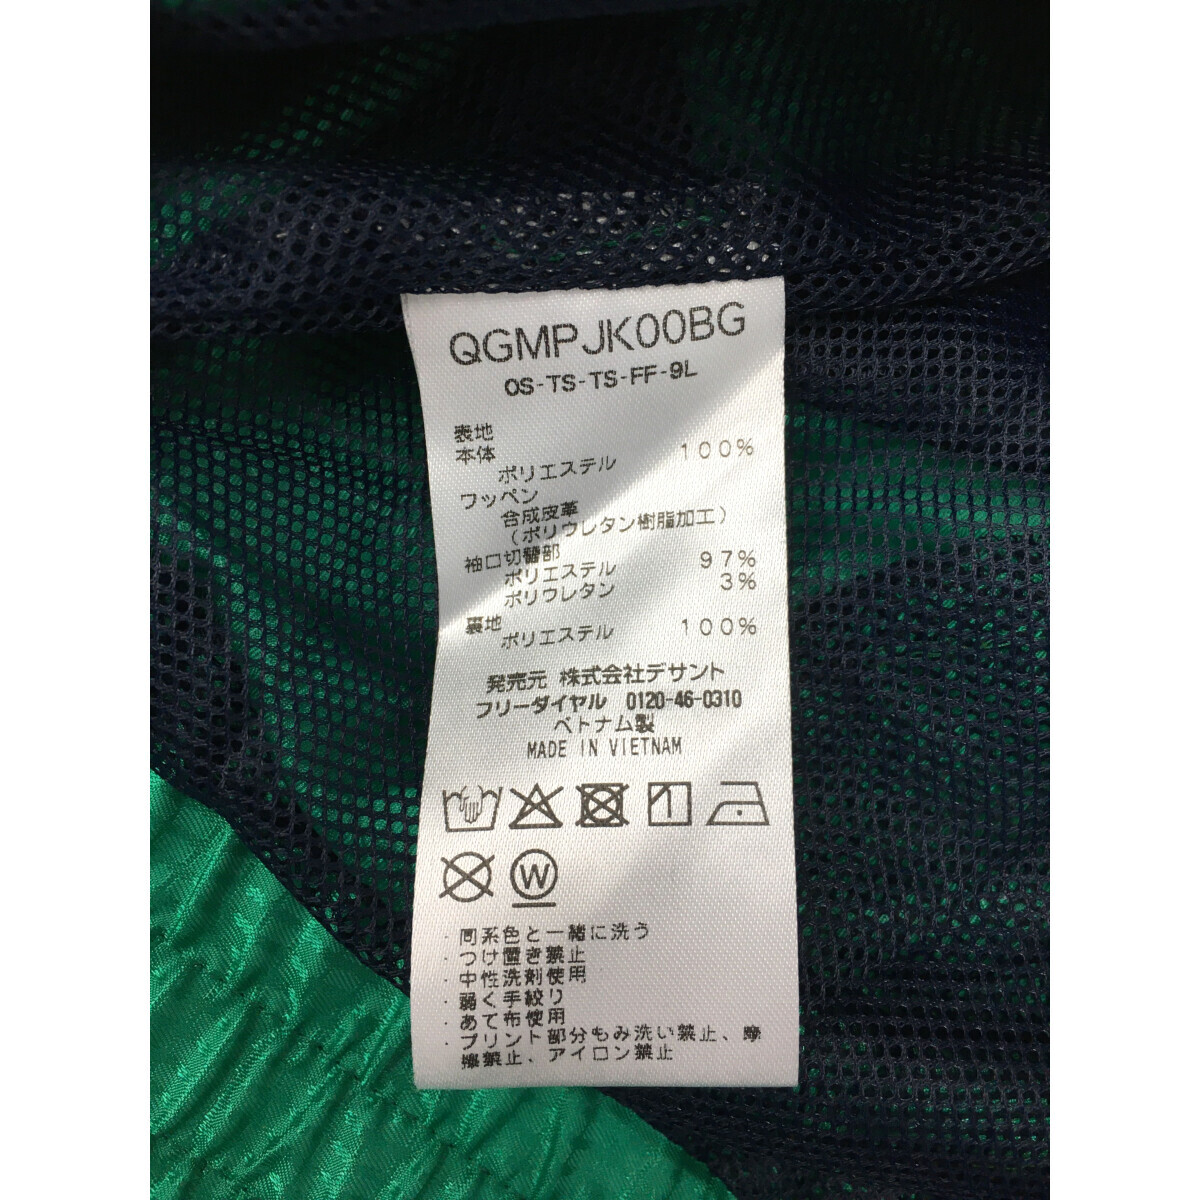 QGMPJK00BG
OS-TS-TS-FF-9L
表地
本体
ポリエステル 100%
ワッペン
合成皮革
(ポリウレタン樹脂加工)
袖口切替部
ポリエステル 97%
ポリウレタン 3%
裏地
ポリエステル 100%
発売元 株式会社デサント
フリーダイヤル 0120-46-0310
ベトナム製
MADE IN VIETNAM
W
・同系色と一緒に洗う
・つけ置き禁止
・中性洗剤使用
・弱く手絞り
・あて布使用
・プリント部分もみ洗い禁止、摩
擦禁止、アイロン禁止